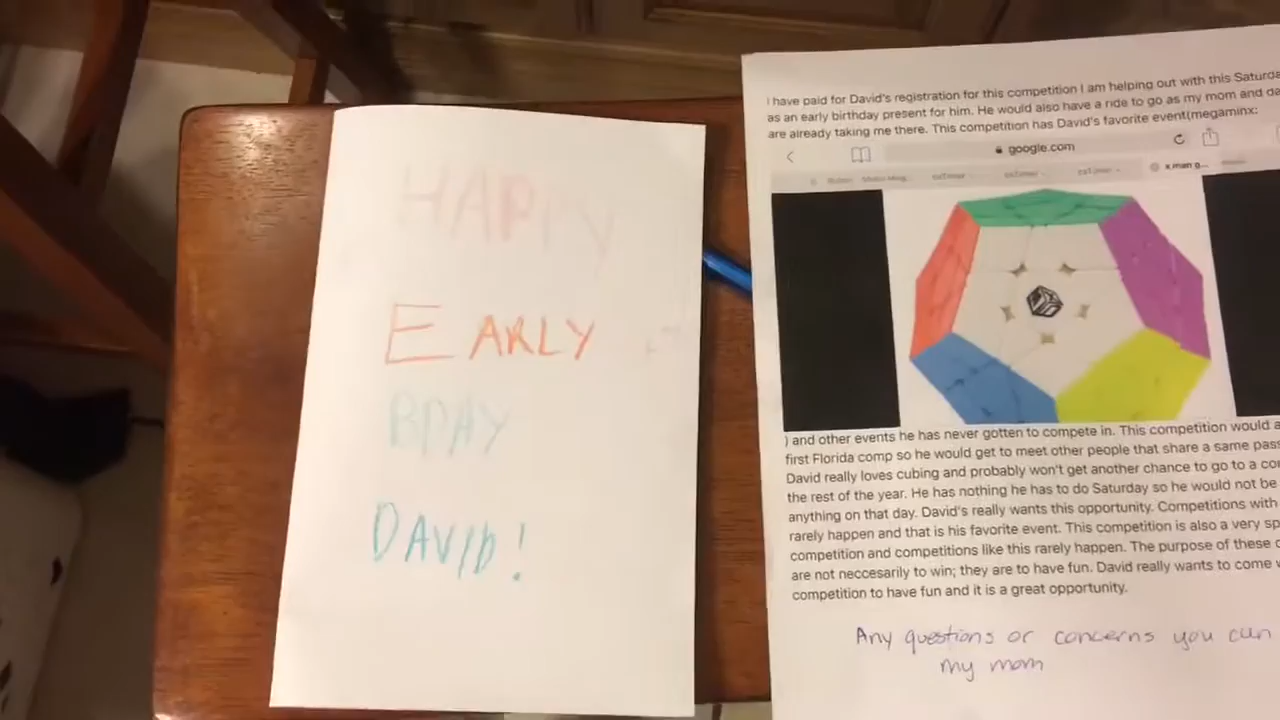 HAPPY
EARLY
BDAY
DAVID!
I have paid for David's registration for this competition I am helping out with this
as an early birthday present for him. He would also have a ride to go as my mom and
are already taking me there. This competition has David's favorite event(megaminx:
google.com
x man g...
) and other events he has never gotten to compete in. This competition would
first Florida comp so he would get to meet other people that share a same
David really loves cubing and probably won't get another chance to go to a
the rest of the year. He has nothing he has to do Saturday so he would not be
anything on that day. David's really wants this opportunity. Competitions with
rarely happen and that is his favorite event. This competition is also a very
competition and competitions like this rarely happen. The purpose of these
are not neccesarily to win; they are to have fun. David really wants to come
competition to have fun and it is a great opportunity.
Any questions or concerns you can
my mom